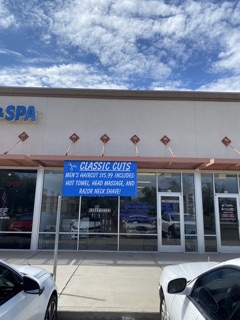 & SPA
CLASSIC CUTS
MEN'S HAIRCUT $15.99 INCLUDES:
HOT TOWEL, HEAD MASSAGE, AND
RAZOR NECK SHAVE!